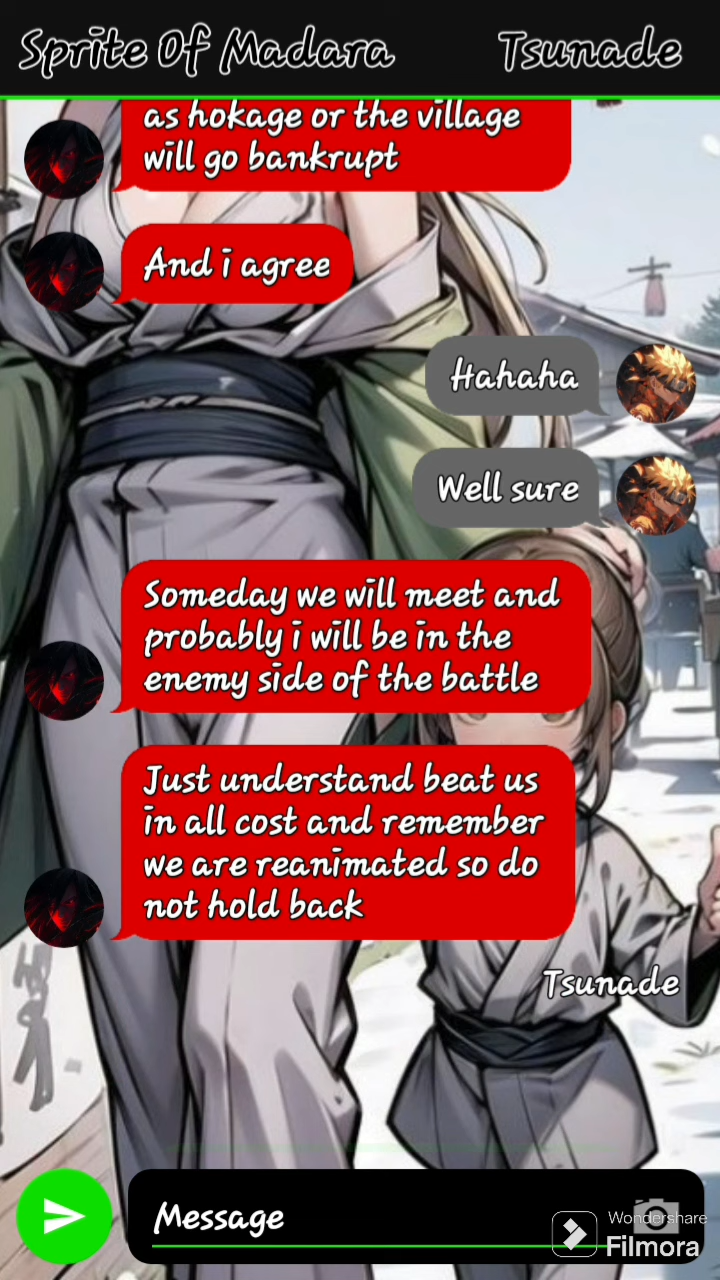 Sprite Of Madara Tsunade
as hokage or the village
will go bankrupt
And i agree
Hahaha
Well sure
Someday we will meet and
probably i will be in the
enemy side of the battle
Just understand beat us
in all cost and remember
we are reanimated so do
not hold back
Tsunade
Message
Wondershare
Filmora